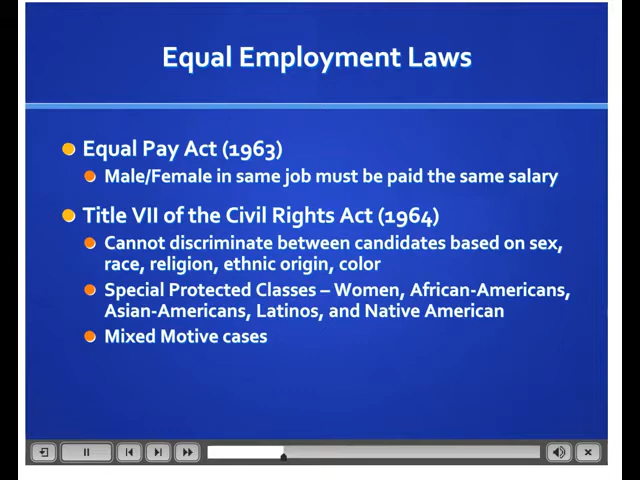 Equal Employment Laws
Equal Pay Act (1963)
Male/Female in same job must be paid the same salary
Title VII of the Civil Rights Act (1964)
Cannot discriminate between candidates based on sex,
race, religion, ethnic origin, color
Special Protected Classes – Women, African-Americans,
Asian-Americans, Latinos, and Native American
Mixed Motive cases